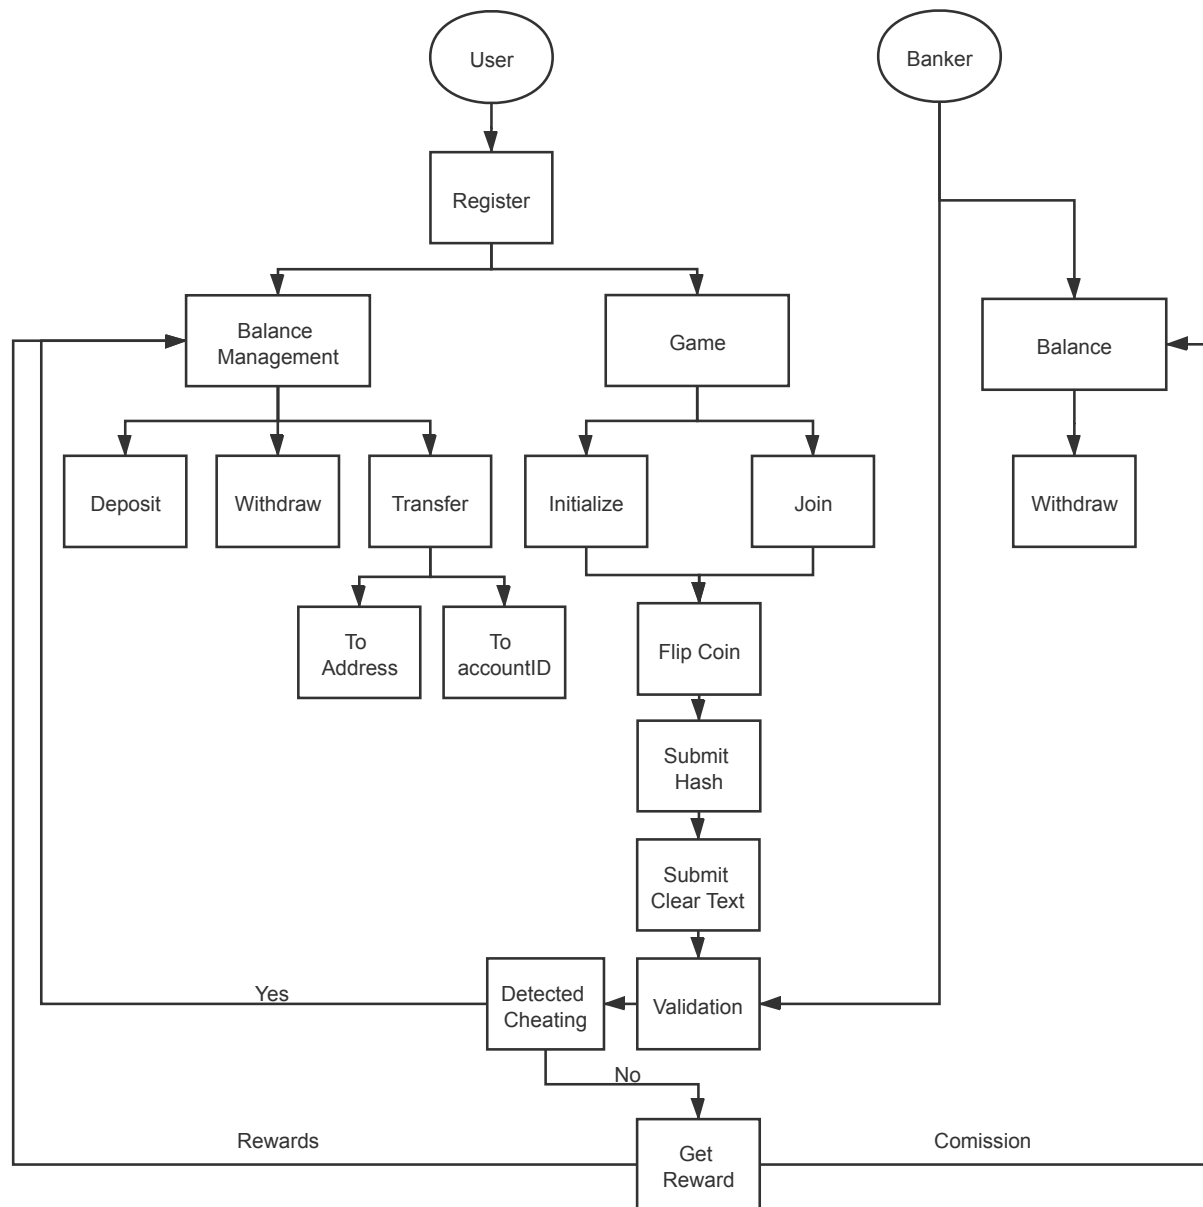 User
Banker
Register
Balance
Management
Game
Balance
Deposit
Withdraw
Transfer
Initialize
Join
Withdraw
To
Address
To
accountID
Flip Coin
Submit
Hash
Submit
Clear Text
Yes
Detected
Cheating
Validation
No
Rewards
Get
Reward
Comission